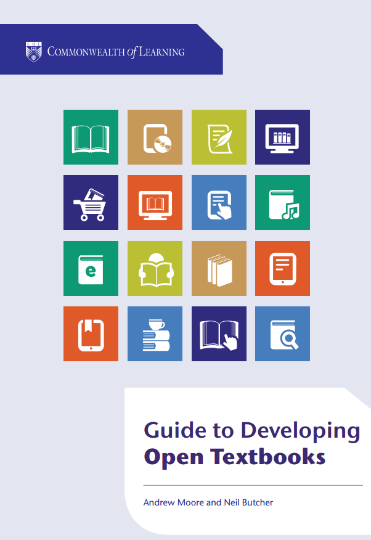 COMMONWEALTH of LEARNING
e
Guide to Developing
Open Textbooks
Andrew Moore and Neil Butcher